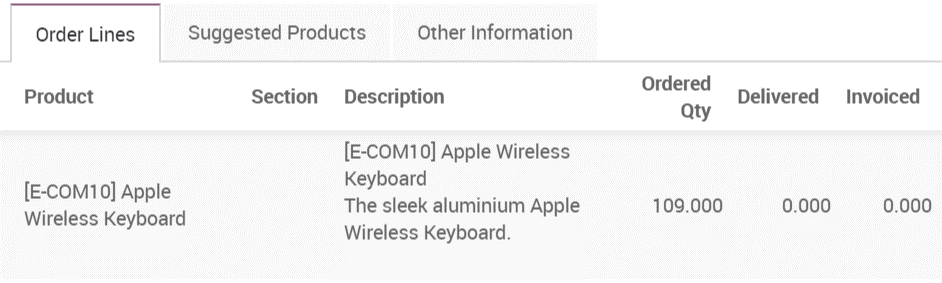 Order Lines Suggested Products Other Information
Product Section Description Ordered Qty Delivered Invoiced
[E-COM10] Apple
Wireless Keyboard
[E-COM10] Apple Wireless
Keyboard
The sleek aluminium Apple
Wireless Keyboard.
109.000 0.000 0.000